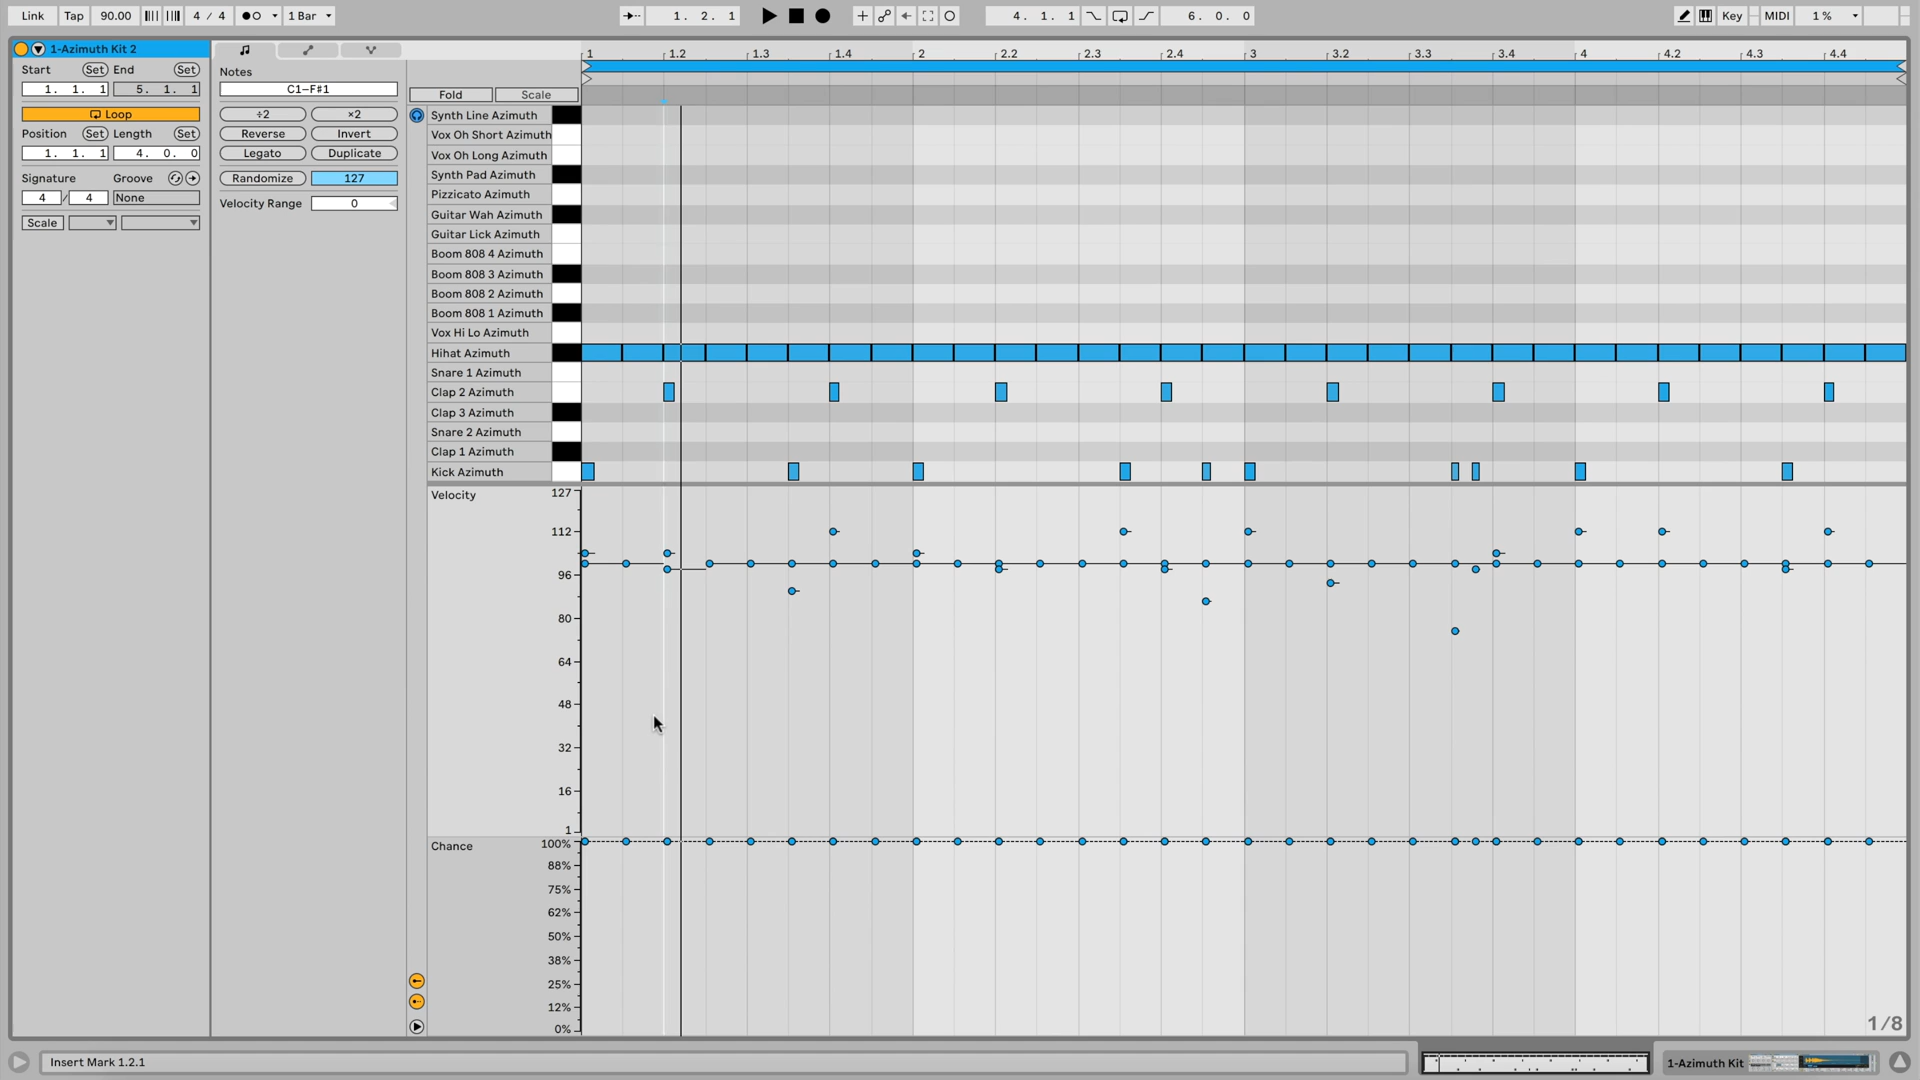 Link Tap 90.00 4 / 4 1 Bar 1. 2. 1 4. 1. 1 6. 0. 0 Key MIDI 1 %
1-Azimuth Kit 2
Start Set End Set
1. 1. 1 5. 1. 1
Loop
Position Set Length Set
1. 1. 1 4. 0. 0
Signature Groove
4 / 4 None
Scale
Notes
C1–F#1
÷2 ×2
Reverse Invert
Legato Duplicate
Randomize 127
Velocity Range 0
1 1.2 1.3 1.4 2 2.2 2.3 2.4 3 3.2 3.3 3.4 4 4.2 4.3 4.4
Fold Scale
Synth Line Azimuth
Vox Oh Short Azimuth
Vox Oh Long Azimuth
Synth Pad Azimuth
Pizzicato Azimuth
Guitar Wah Azimuth
Guitar Lick Azimuth
Boom 808 4 Azimuth
Boom 808 3 Azimuth
Boom 808 2 Azimuth
Boom 808 1 Azimuth
Vox Hi Lo Azimuth
Hihat Azimuth
Snare 1 Azimuth
Clap 2 Azimuth
Clap 3 Azimuth
Snare 2 Azimuth
Clap 1 Azimuth
Kick Azimuth
Velocity 127
112
96
80
64
48
32
16
1
Chance 100%
88%
75%
62%
50%
38%
25%
12%
0%
1/8
Insert Mark 1.2.1
1-Azimuth Kit